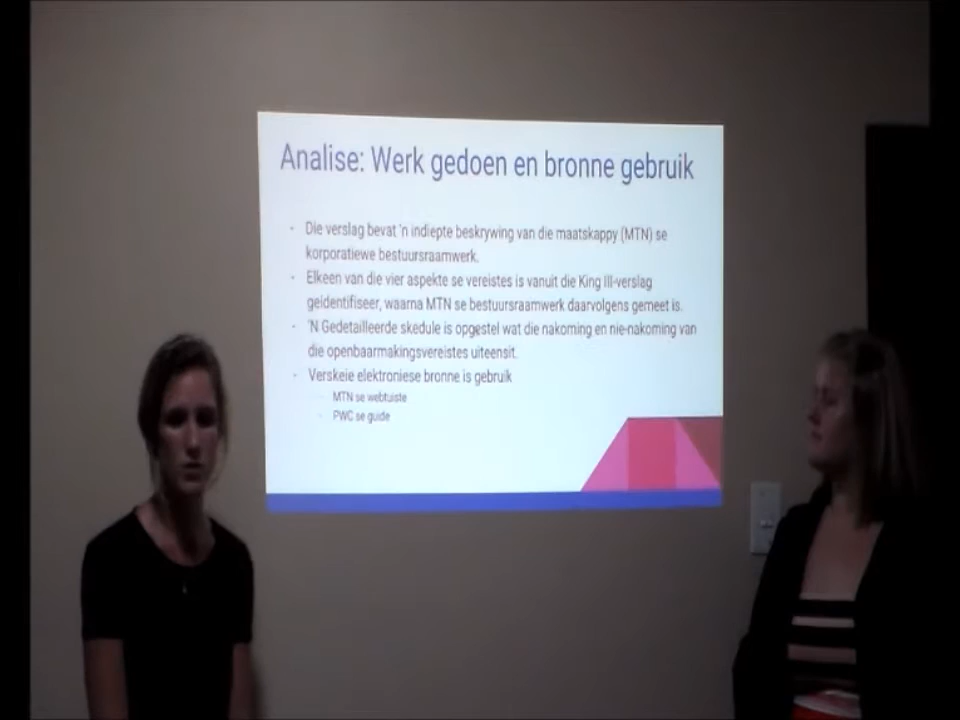 Analise: Werk gedoen en bronne gebruik
- Die verslag bevat 'n indiepte beskrywing van die maatskappy (MTN) se
korporatiewe bestuursraamwerk.
- Elkeen van die vier aspekte se vereistes is vanuit die King III-verslag
geïdentifiseer, waarna MTN se bestuursraamwerk daarvolgens gemeet is.
- 'N Gedetailleerde skedule is opgestel wat die nakoming en nie-nakoming van
die openbaarmakingsvereistes uiteensit.
- Verskeie elektroniese bronne is gebruik
- MTN se webtuiste
- PWC se guide